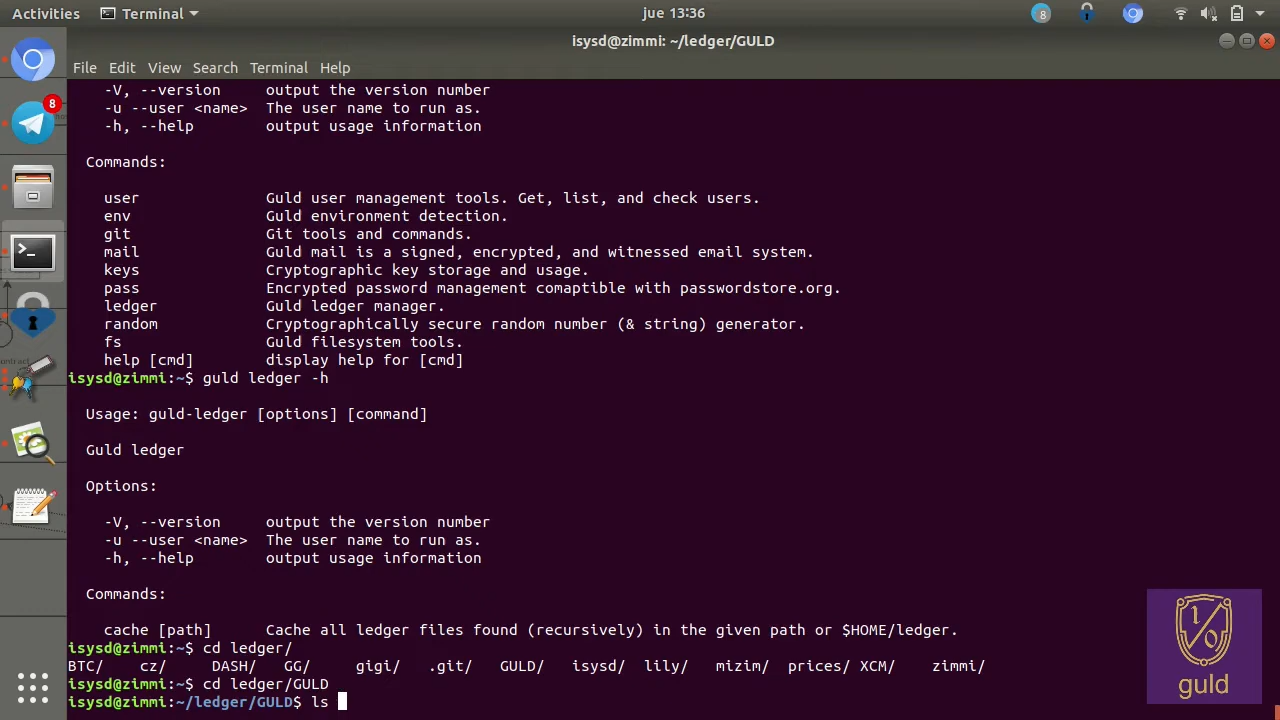 Activities Terminal jue 13:36 8
isysd@zimmi: ~/ledger/GULD
File Edit View Search Terminal Help
8
-V, --version output the version number
-u --user <name> The user name to run as.
-h, --help output usage information
Commands:
user Guld user management tools. Get, list, and check users.
env Guld environment detection.
git Git tools and commands.
mail Guld mail is a signed, encrypted, and witnessed email system.
keys Cryptographic key storage and usage.
pass Encrypted password management comaptible with passwordstore.org.
ledger Guld ledger manager.
random Cryptographically secure random number (& string) generator.
fs Guld filesystem tools.
help [cmd] display help for [cmd]
isysd@zimmi:~$ guld ledger -h
Usage: guld-ledger [options] [command]
Guld ledger
Options:
-V, --version output the version number
-u --user <name> The user name to run as.
-h, --help output usage information
Commands:
cache [path] Cache all ledger files found (recursively) in the given path or $HOME/ledger.
isysd@zimmi:~$ cd ledger/
BTC/ cz/ DASH/ GG/ gigi/ .git/ GULD/ isysd/ lily/ mizim/ prices/ XCM/ zimmi/
isysd@zimmi:~$ cd ledger/GULD
isysd@zimmi:~/ledger/GULD$ ls
1/0
guld